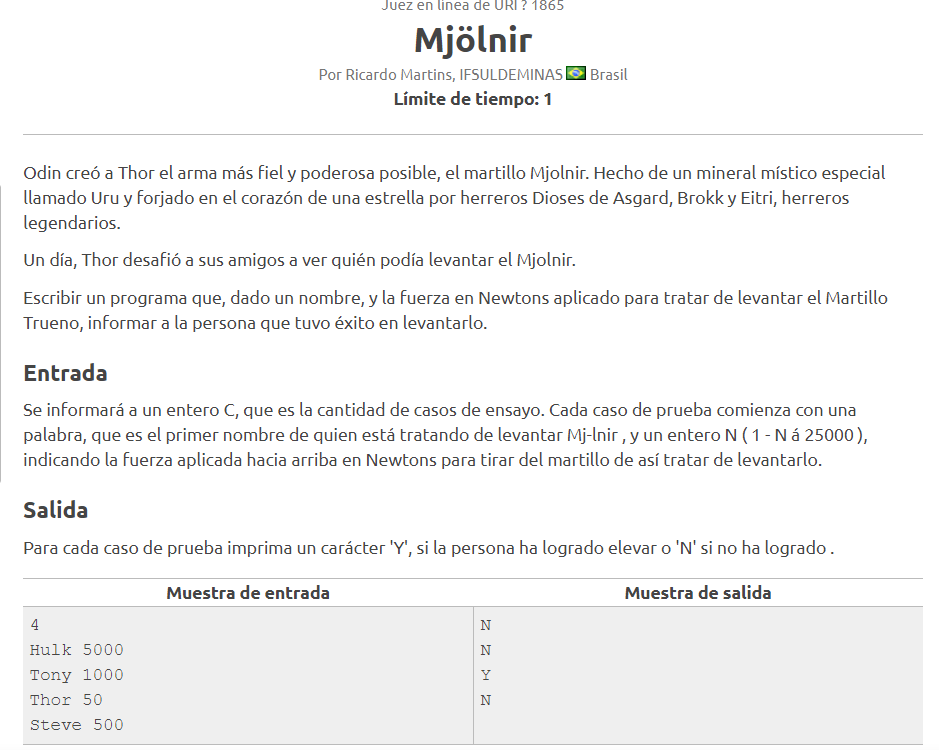 Juez en línea de URI ? 1865
Mjölnir
Por Ricardo Martins, IFSULDEMINAS Brasil
Límite de tiempo: 1
Odin creó a Thor el arma más fiel y poderosa posible, el martillo Mjolnir. Hecho de un mineral místico especial
llamado Uru y forjado en el corazón de una estrella por herreros Dioses de Asgard, Brokk y Eitri, herreros
legendarios.
Un día, Thor desafió a sus amigos a ver quién podía levantar el Mjolnir.
Escribir un programa que, dado un nombre, y la fuerza en Newtons aplicado para tratar de levantar el Martillo
Trueno, informar a la persona que tuvo éxito en levantarlo.
Entrada
Se informará a un entero C, que es la cantidad de casos de ensayo. Cada caso de prueba comienza con una
palabra, que es el primer nombre de quien está tratando de levantar Mj-lnir , y un entero N ( 1 - N á 25000 ),
indicando la fuerza aplicada hacia arriba en Newtons para tirar del martillo de así tratar de levantarlo.
Salida
Para cada caso de prueba imprima un carácter 'Y', si la persona ha logrado elevar o 'N' si no ha logrado .
Muestra de entrada Muestra de salida
4 N
Hulk 5000 N
Tony 1000 Y
Thor 50 N
Steve 500